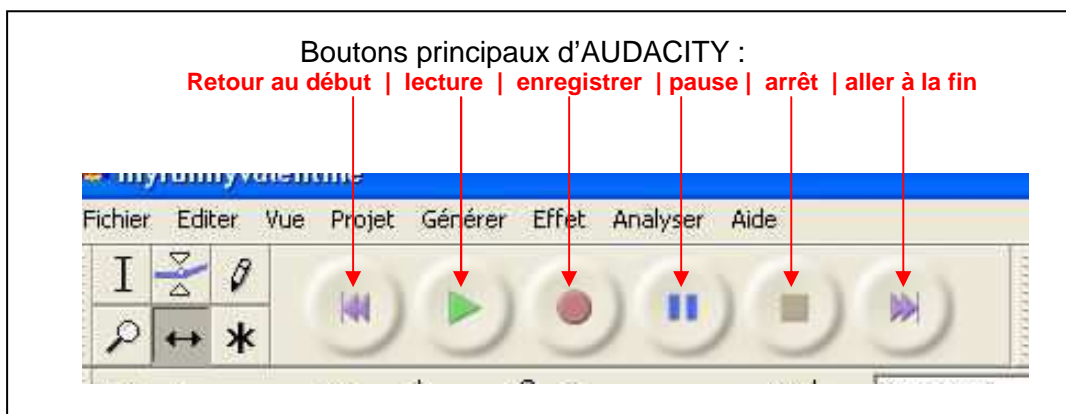 Boutons principaux d'AUDACITY :
Retour au début | lecture | enregistrer | pause | arrêt | aller à la fin
myfunnyvalentine
Fichier Editer Vue Projet Générer Effet Analyser Aide